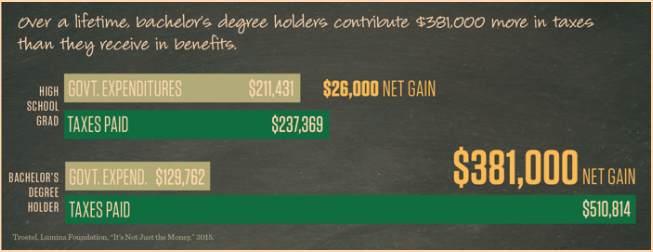 Over a lifetime, bachelor's degree holders contribute $381,000 more in taxes
than they receive in benefits.
HIGH SCHOOL GRAD
GOVT. EXPENDITURES $211,431
$26,000 NET GAIN
TAXES PAID $237,369
BACHELOR'S DEGREE HOLDER
GOVT. EXPEND. $129,762
$381,000 NET GAIN
TAXES PAID $510,814
Trostel, Lumina Foundation, "It's Not Just the Money," 2015.